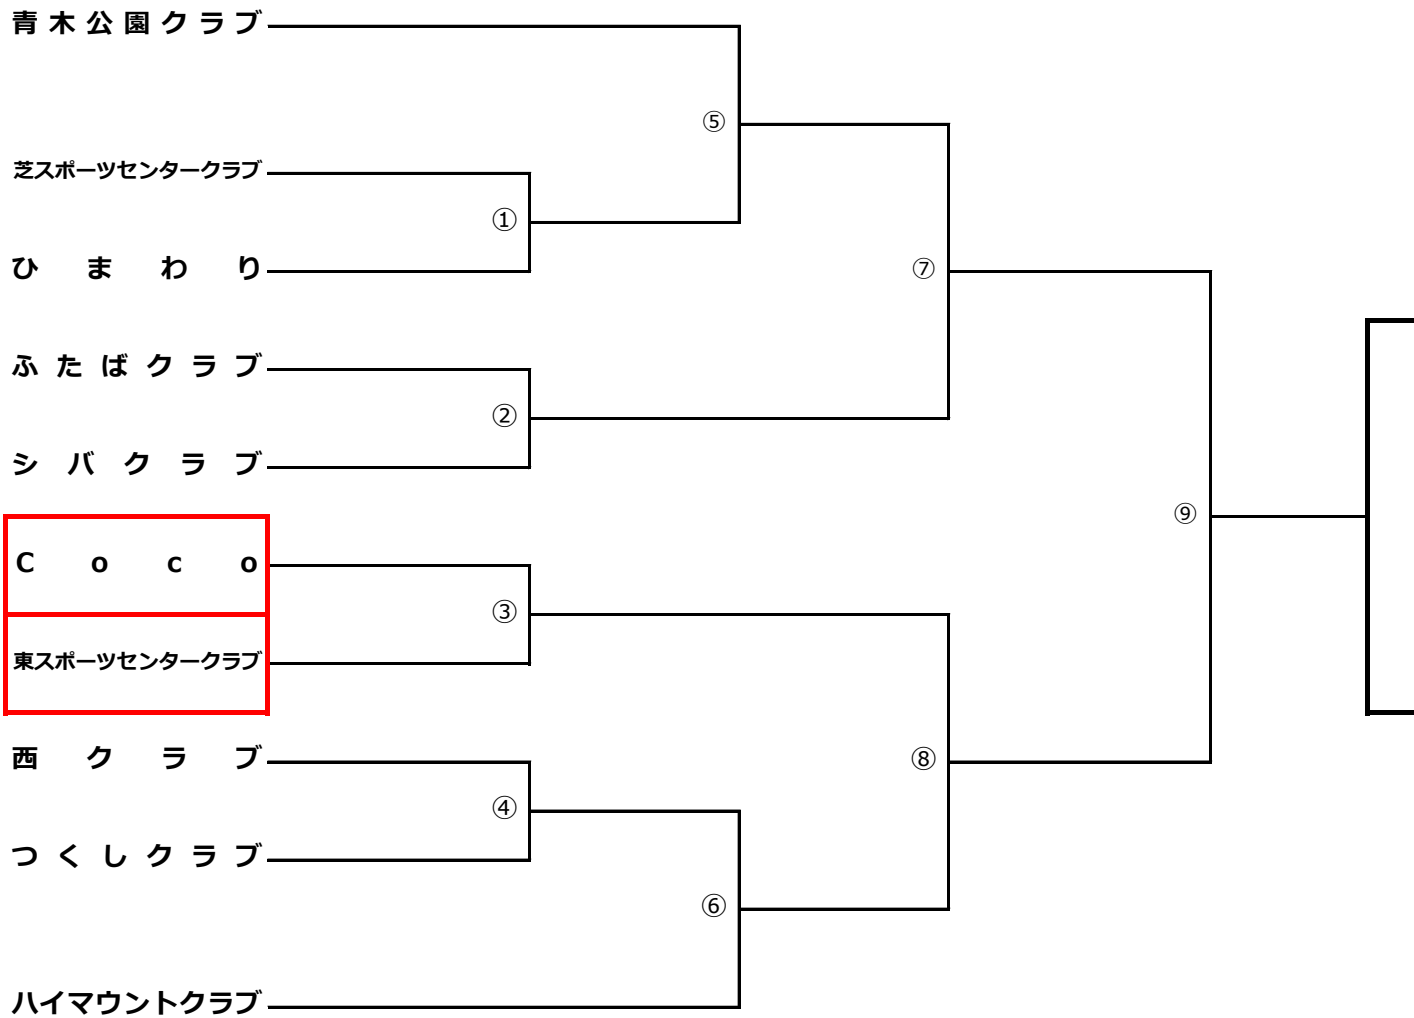 青木公園クラブ
⑤
芝スポーツセンタークラブ
①
ひまわり
⑦
ふたばクラブ
②
シバクラブ
⑨
Coco
③
東スポーツセンタークラブ
西クラブ
⑧
④
つくしクラブ
⑥
ハイマウントクラブ